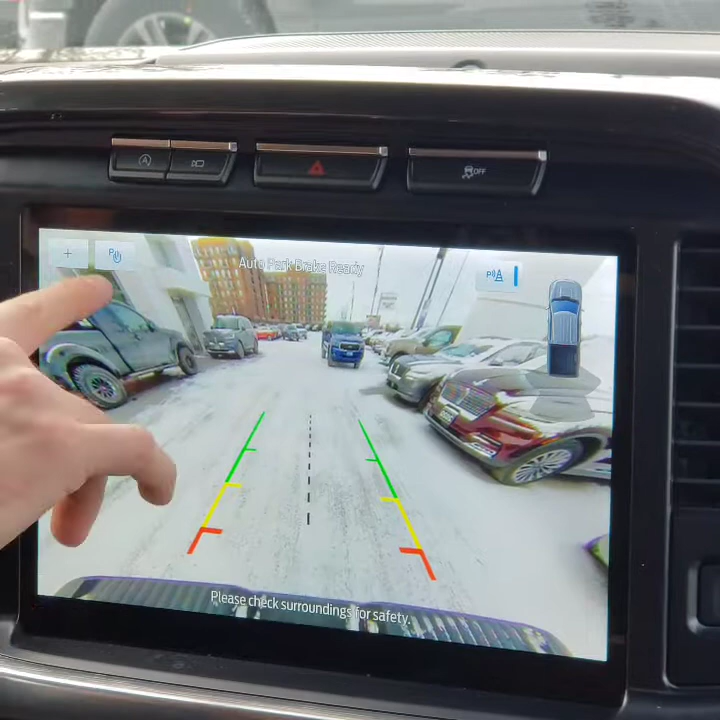 OFF
+
P
Auto Park Brake Ready
P
Please check surroundings for safety.